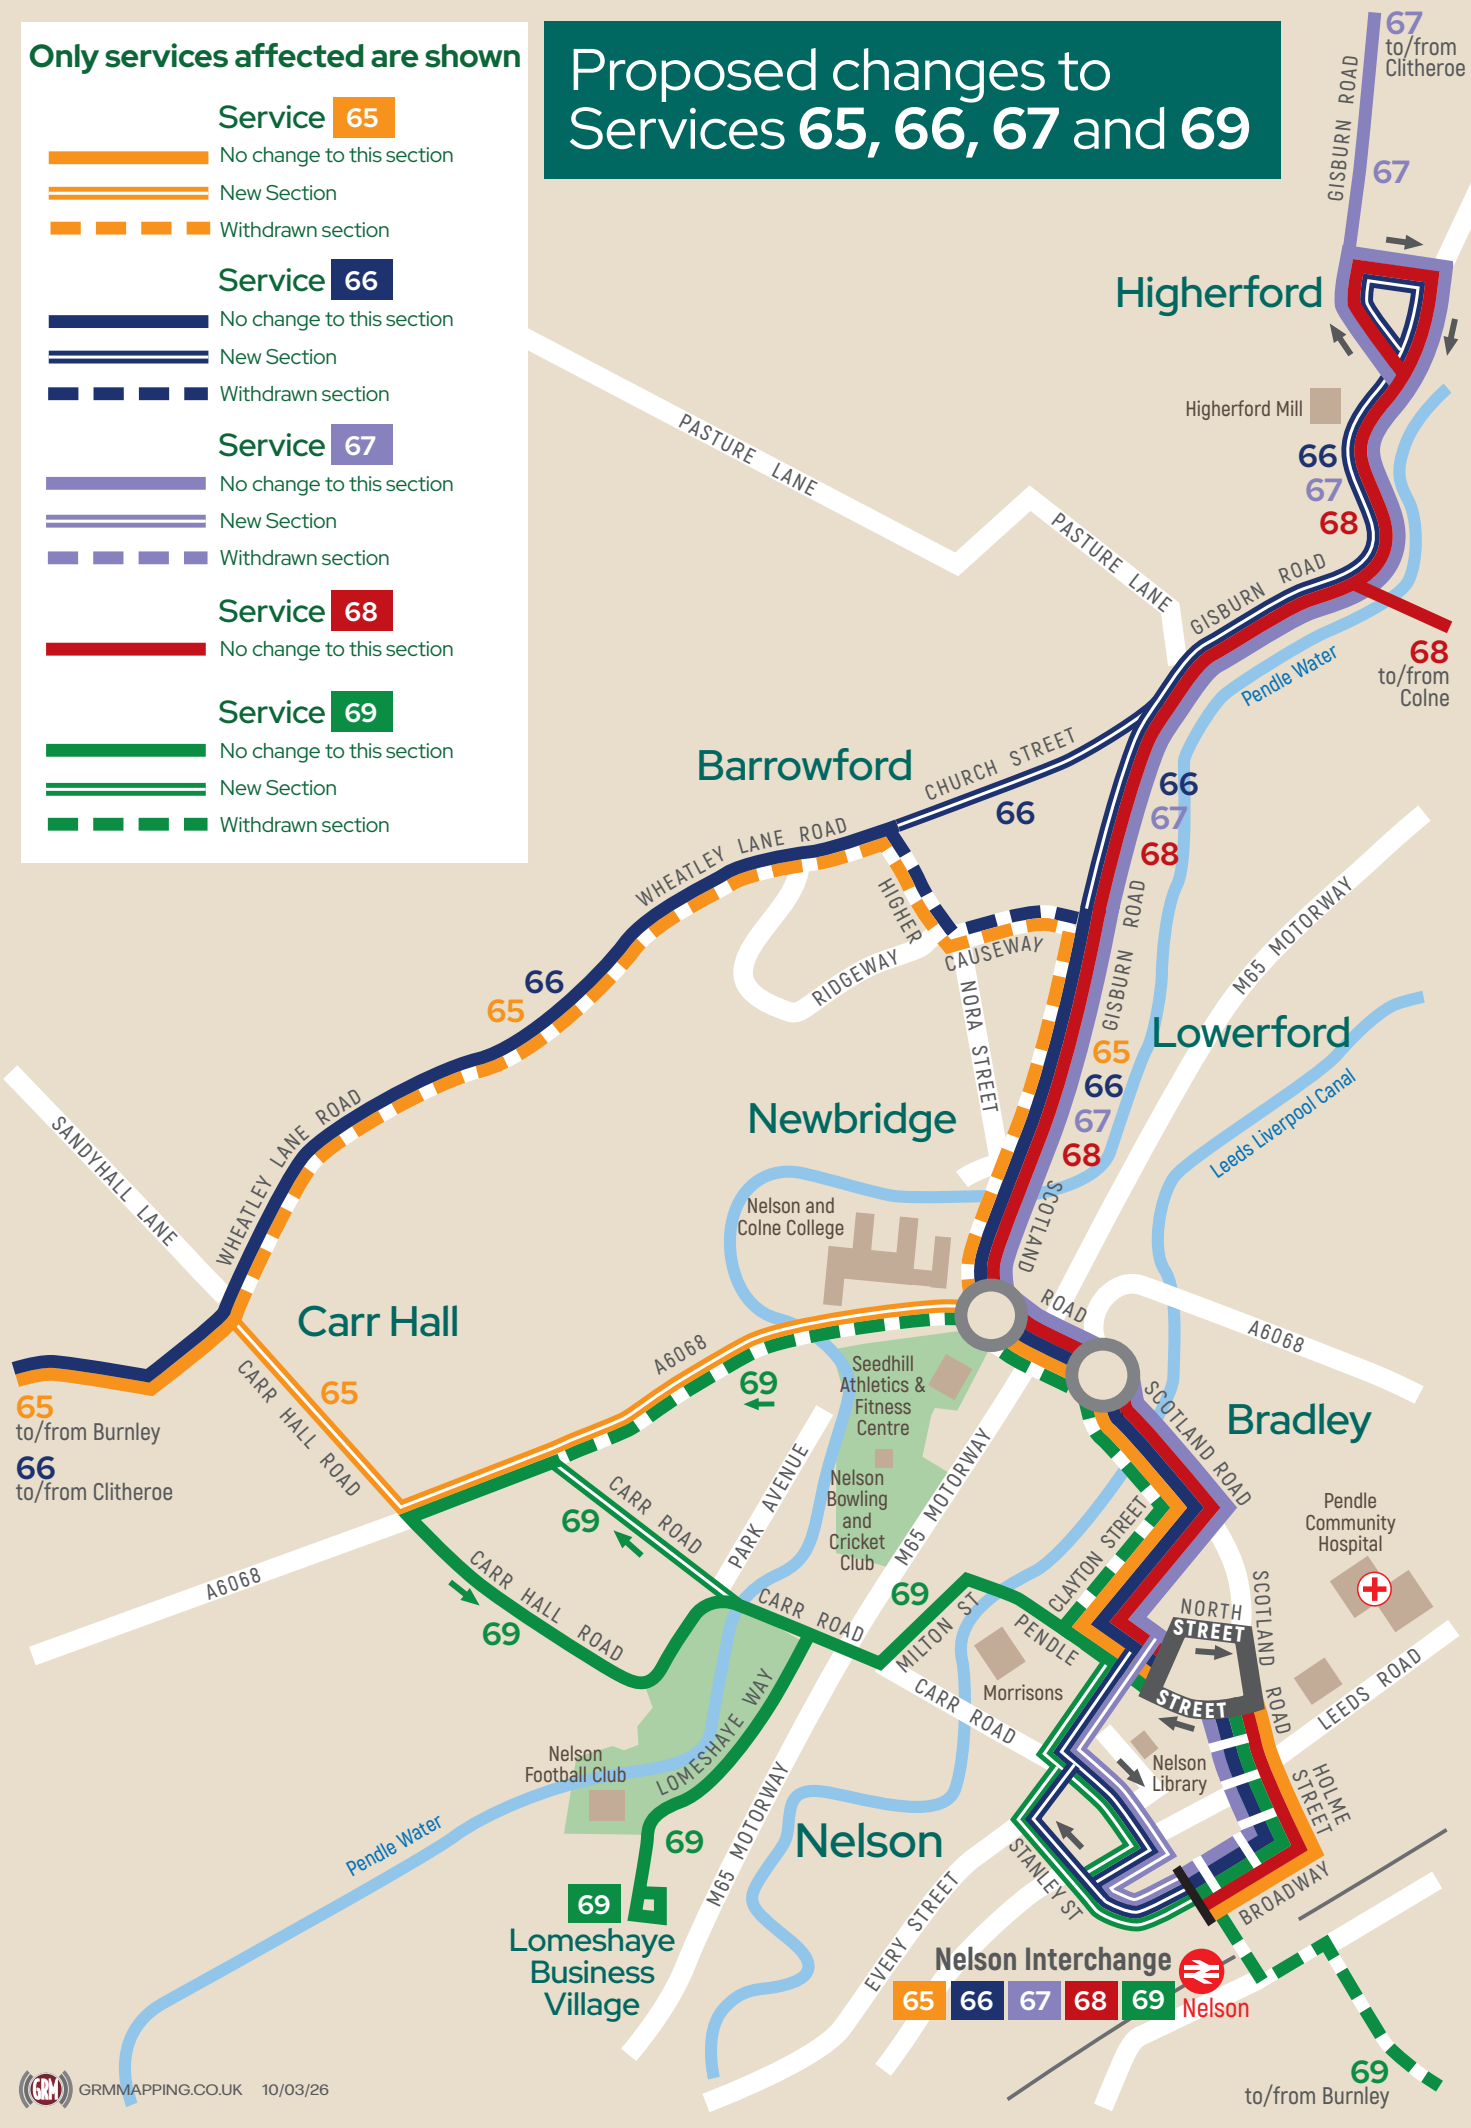 Only services affected are shown
Service 65
No change to this section
New Section
Withdrawn section
Service 66
No change to this section
New Section
Withdrawn section
Service 67
No change to this section
New Section
Withdrawn section
Service 68
No change to this section
Service 69
No change to this section
New Section
Withdrawn section
Proposed changes to
Services 65, 66, 67 and 69
67
to/from
Clitheroe
GISBURN ROAD
67
Higherford
Higherford Mill
66
67
68
PASTURE LANE
PASTURE LANE
GISBURN ROAD
Pendle Water
68
to/from
Colne
Barrowford
CHURCH STREET
66
66
67
68
WHEATLEY LANE ROAD
HIGHER
CAUSEWAY
RIDGEWAY
NORA STREET
GISBURN ROAD
M65 MOTORWAY
66
65
Lowerford
65
66
67
68
Leeds Liverpool Canal
Newbridge
SANDYHALL LANE
WHEATLEY LANE ROAD
Nelson and
Colne College
SCOTLAND
ROAD
A6068
Carr Hall
A6068
65
CARR HALL ROAD
65
to/from Burnley
66
to/from Clitheroe
69
Seedhill
Athletics &
Fitness
Centre
Nelson
Bowling
and
Cricket
Club
SCOTLAND ROAD
Bradley
Pendle
Community
Hospital
M65 MOTORWAY
PARK AVENUE
CARR ROAD
69
A6068
CARR HALL ROAD
69
CARR ROAD
69
MILTON ST
CLAYTON STREET
PENDLE
NORTH
STREET
STREET
SCOTLAND ROAD
LEEDS ROAD
Morrisons
CARR ROAD
Nelson
Library
HOLME
STREET
Nelson
Football Club
LOMESHAYE WAY
M65 MOTORWAY
Pendle Water
69
Nelson
STANLEY ST
EVERY STREET
BROADWAY
69
Lomeshaye
Business
Village
Nelson Interchange
65 66 67 68 69
Nelson
69
to/from Burnley
GRM
GRMMAPPING.CO.UK 10/03/26